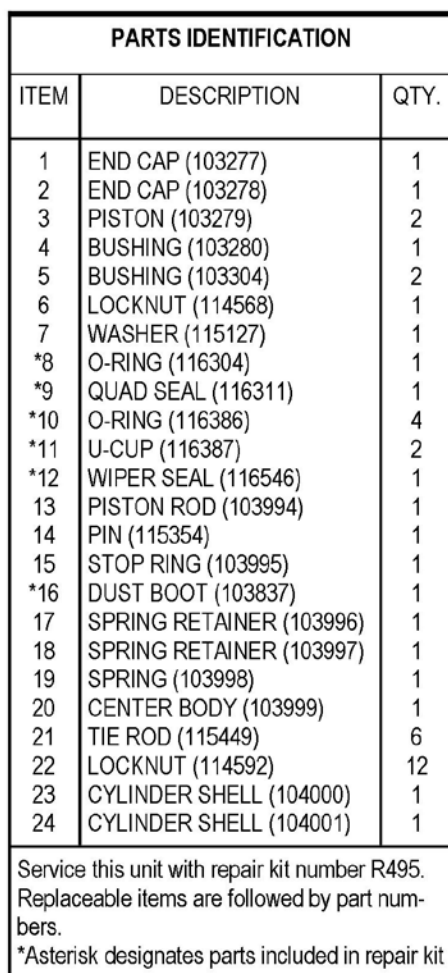 PARTS IDENTIFICATION
ITEM DESCRIPTION QTY.
1 END CAP (103277) 1
2 END CAP (103278) 1
3 PISTON (103279) 2
4 BUSHING (103280) 1
5 BUSHING (103304) 2
6 LOCKNUT (114568) 1
7 WASHER (115127) 1
*8 O-RING (116304) 1
*9 QUAD SEAL (116311) 1
*10 O-RING (116386) 4
*11 U-CUP (116387) 2
*12 WIPER SEAL (116546) 1
13 PISTON ROD (103994) 1
14 PIN (115354) 1
15 STOP RING (103995) 1
*16 DUST BOOT (103837) 1
17 SPRING RETAINER (103996) 1
18 SPRING RETAINER (103997) 1
19 SPRING (103998) 1
20 CENTER BODY (103999) 1
21 TIE ROD (115449) 6
22 LOCKNUT (114592) 12
23 CYLINDER SHELL (104000) 1
24 CYLINDER SHELL (104001) 1
Service this unit with repair kit number R495.
Replaceable items are followed by part num-
bers.
*Asterisk designates parts included in repair kit